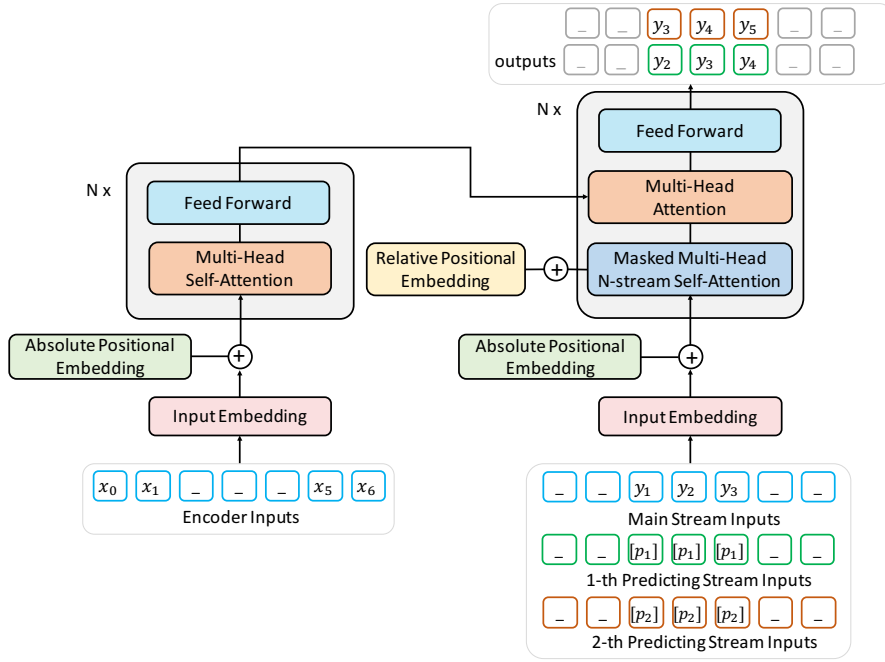 _ _ y₃ y₄ y₅ _ _
outputs _ _ y₂ y₃ y₄ _ _
N x
Feed Forward
Multi-Head
Attention
Relative Positional
Embedding
+
Masked Multi-Head
N-stream Self-Attention
N x
Feed Forward
Multi-Head
Self-Attention
Absolute Positional
Embedding
+
Input Embedding
x₀ x₁ _ _ _ x₅ x₆
Encoder Inputs
Absolute Positional
Embedding
+
Input Embedding
_ _ y₁ y₂ y₃ _ _
Main Stream Inputs
_ _ [p₁] [p₁] [p₁] _ _
1-th Predicting Stream Inputs
_ _ [p₂] [p₂] [p₂] _ _
2-th Predicting Stream Inputs